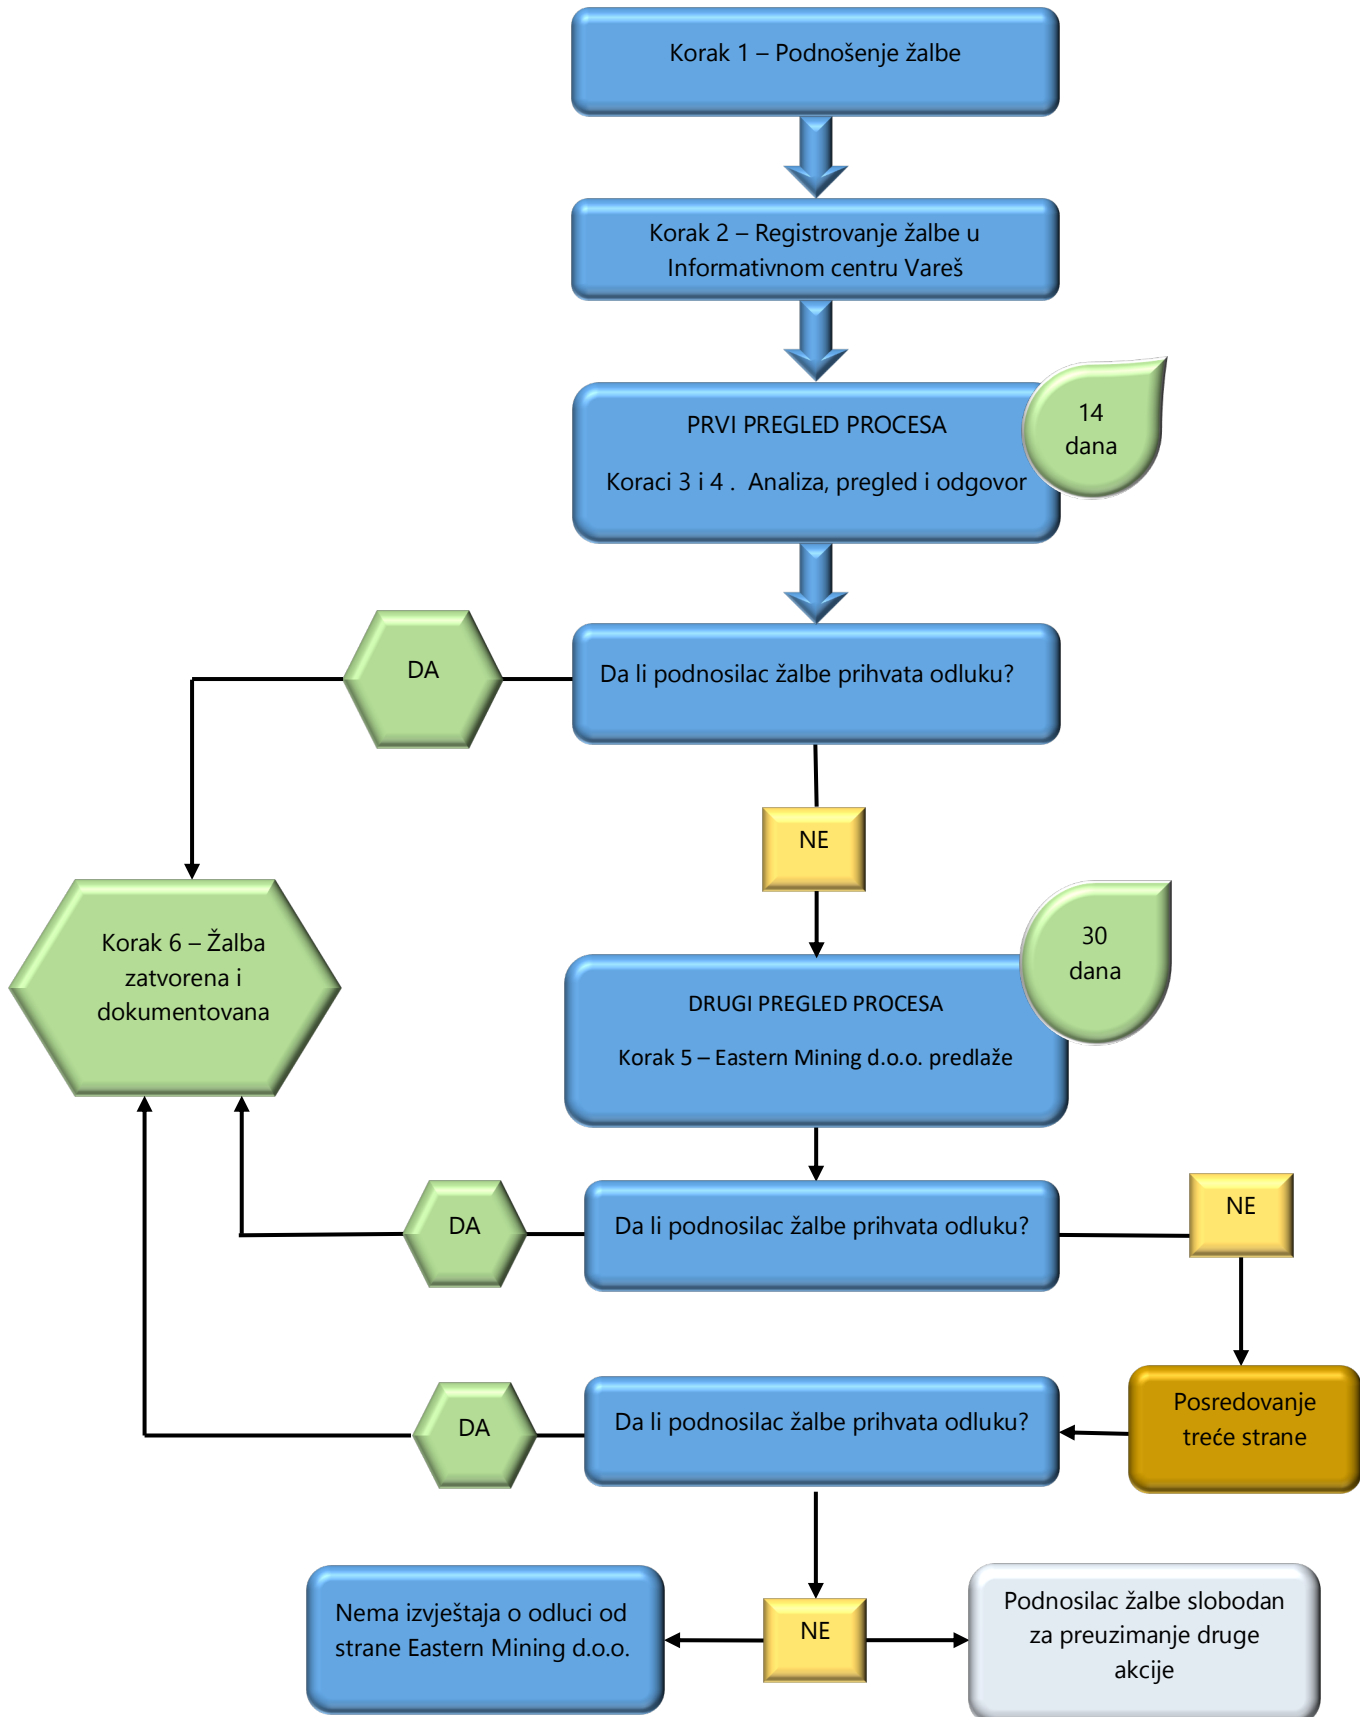 Korak 1 – Podnošenje žalbe
Korak 2 – Registrovanje žalbe u
Informativnom centru Vareš
PRVI PREGLED PROCESA
Koraci 3 i 4 .  Analiza, pregled i odgovor
14
dana
DA
Da li podnosilac žalbe prihvata odluku?
NE
Korak 6 – Žalba
zatvorena i
dokumentovana
30
dana
DRUGI PREGLED PROCESA
Korak 5 – Eastern Mining d.o.o. predlaže
DA
Da li podnosilac žalbe prihvata odluku?
NE
DA
Da li podnosilac žalbe prihvata odluku?
Posredovanje
treće strane
Nema izvještaja o odluci od
strane Eastern Mining d.o.o.
NE
Podnosilac žalbe slobodan
za preuzimanje druge
akcije